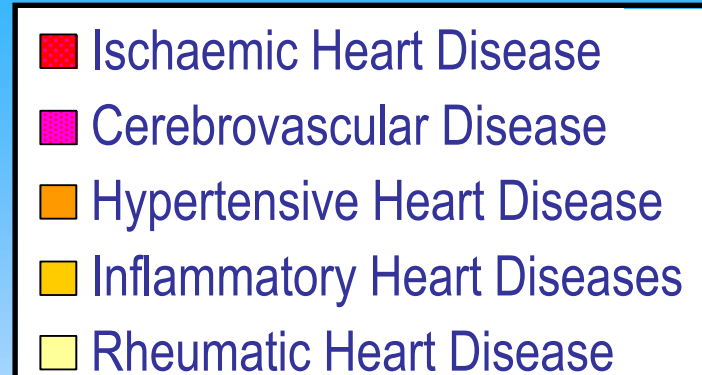 Ischaemic Heart Disease
Cerebrovascular Disease
Hypertensive Heart Disease
Inflammatory Heart Diseases
Rheumatic Heart Disease